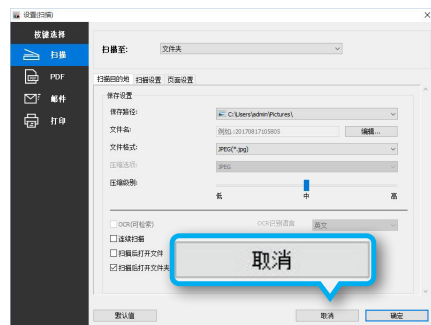 设置(扫描)
按键选择
扫描
PDF
邮件
打印
扫描至:
文件夹
扫描目的地 扫描设置 页面设置
保存设置
保存路径:
C:\Users\admin\Pictures\
文件名:
例如.:20170817105805
编辑...
文件格式:
JPEG(*.jpg)
压缩选项:
JPEG
压缩级别:
低 中 高
OCR(可检索)
OCR识别语言
英文
连续扫描
扫描后打开文件
扫描后打开文件夹
取消
默认值
取消
确定